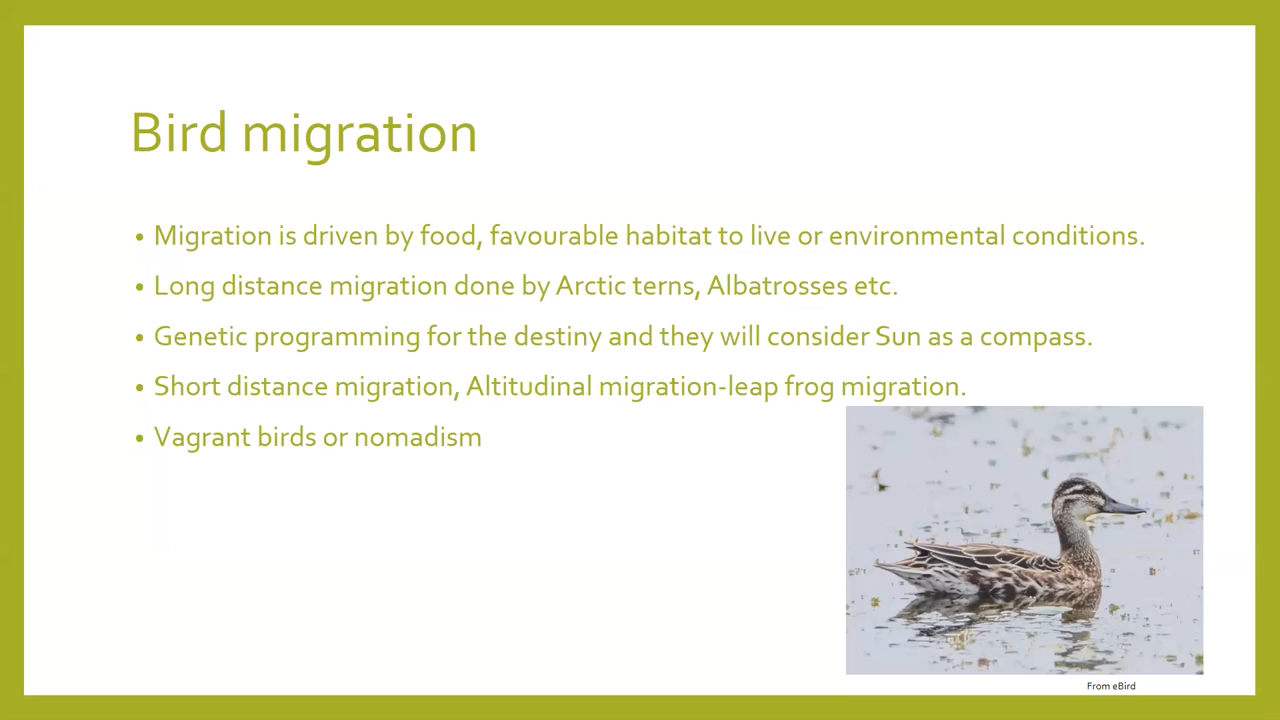 Bird migration
• Migration is driven by food, favourable habitat to live or environmental conditions.
• Long distance migration done by Arctic terns, Albatrosses etc.
• Genetic programming for the destiny and they will consider Sun as a compass.
• Short distance migration, Altitudinal migration-leap frog migration.
• Vagrant birds or nomadism
From eBird